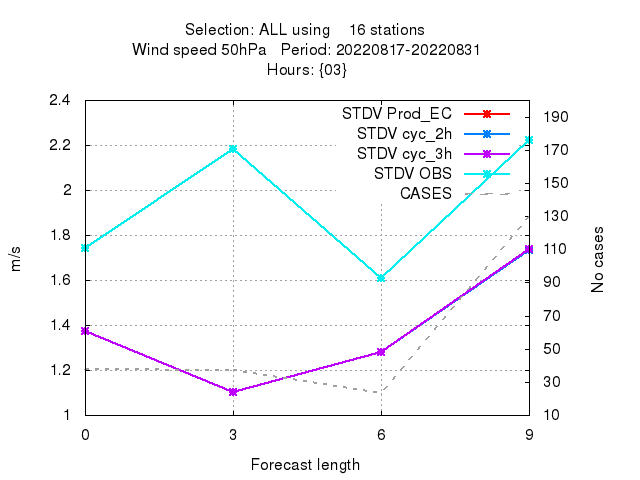 Selection: ALL using    16 stations
Wind speed 50hPa   Period: 20220817-20220831
Hours: {03}
STDV Prod_EC
STDV cyc_2h
STDV cyc_3h
STDV OBS
CASES
2.4
2.2
2
1.8
1.6
1.4
1.2
1
m/s
190
170
150
130
110
90
70
50
30
10
No cases
0 3 6 9
Forecast length